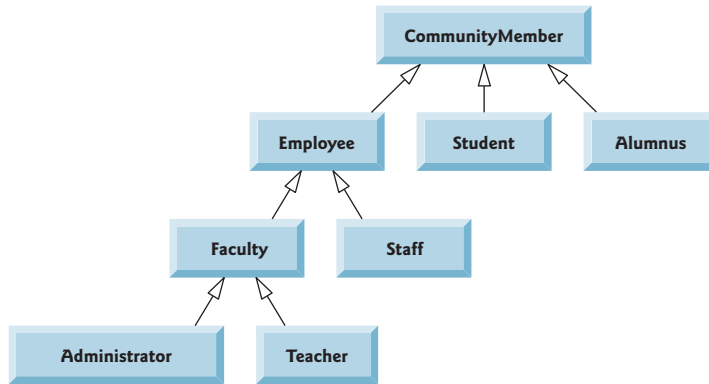 CommunityMember
Employee
Student
Alumnus
Faculty
Staff
Administrator
Teacher